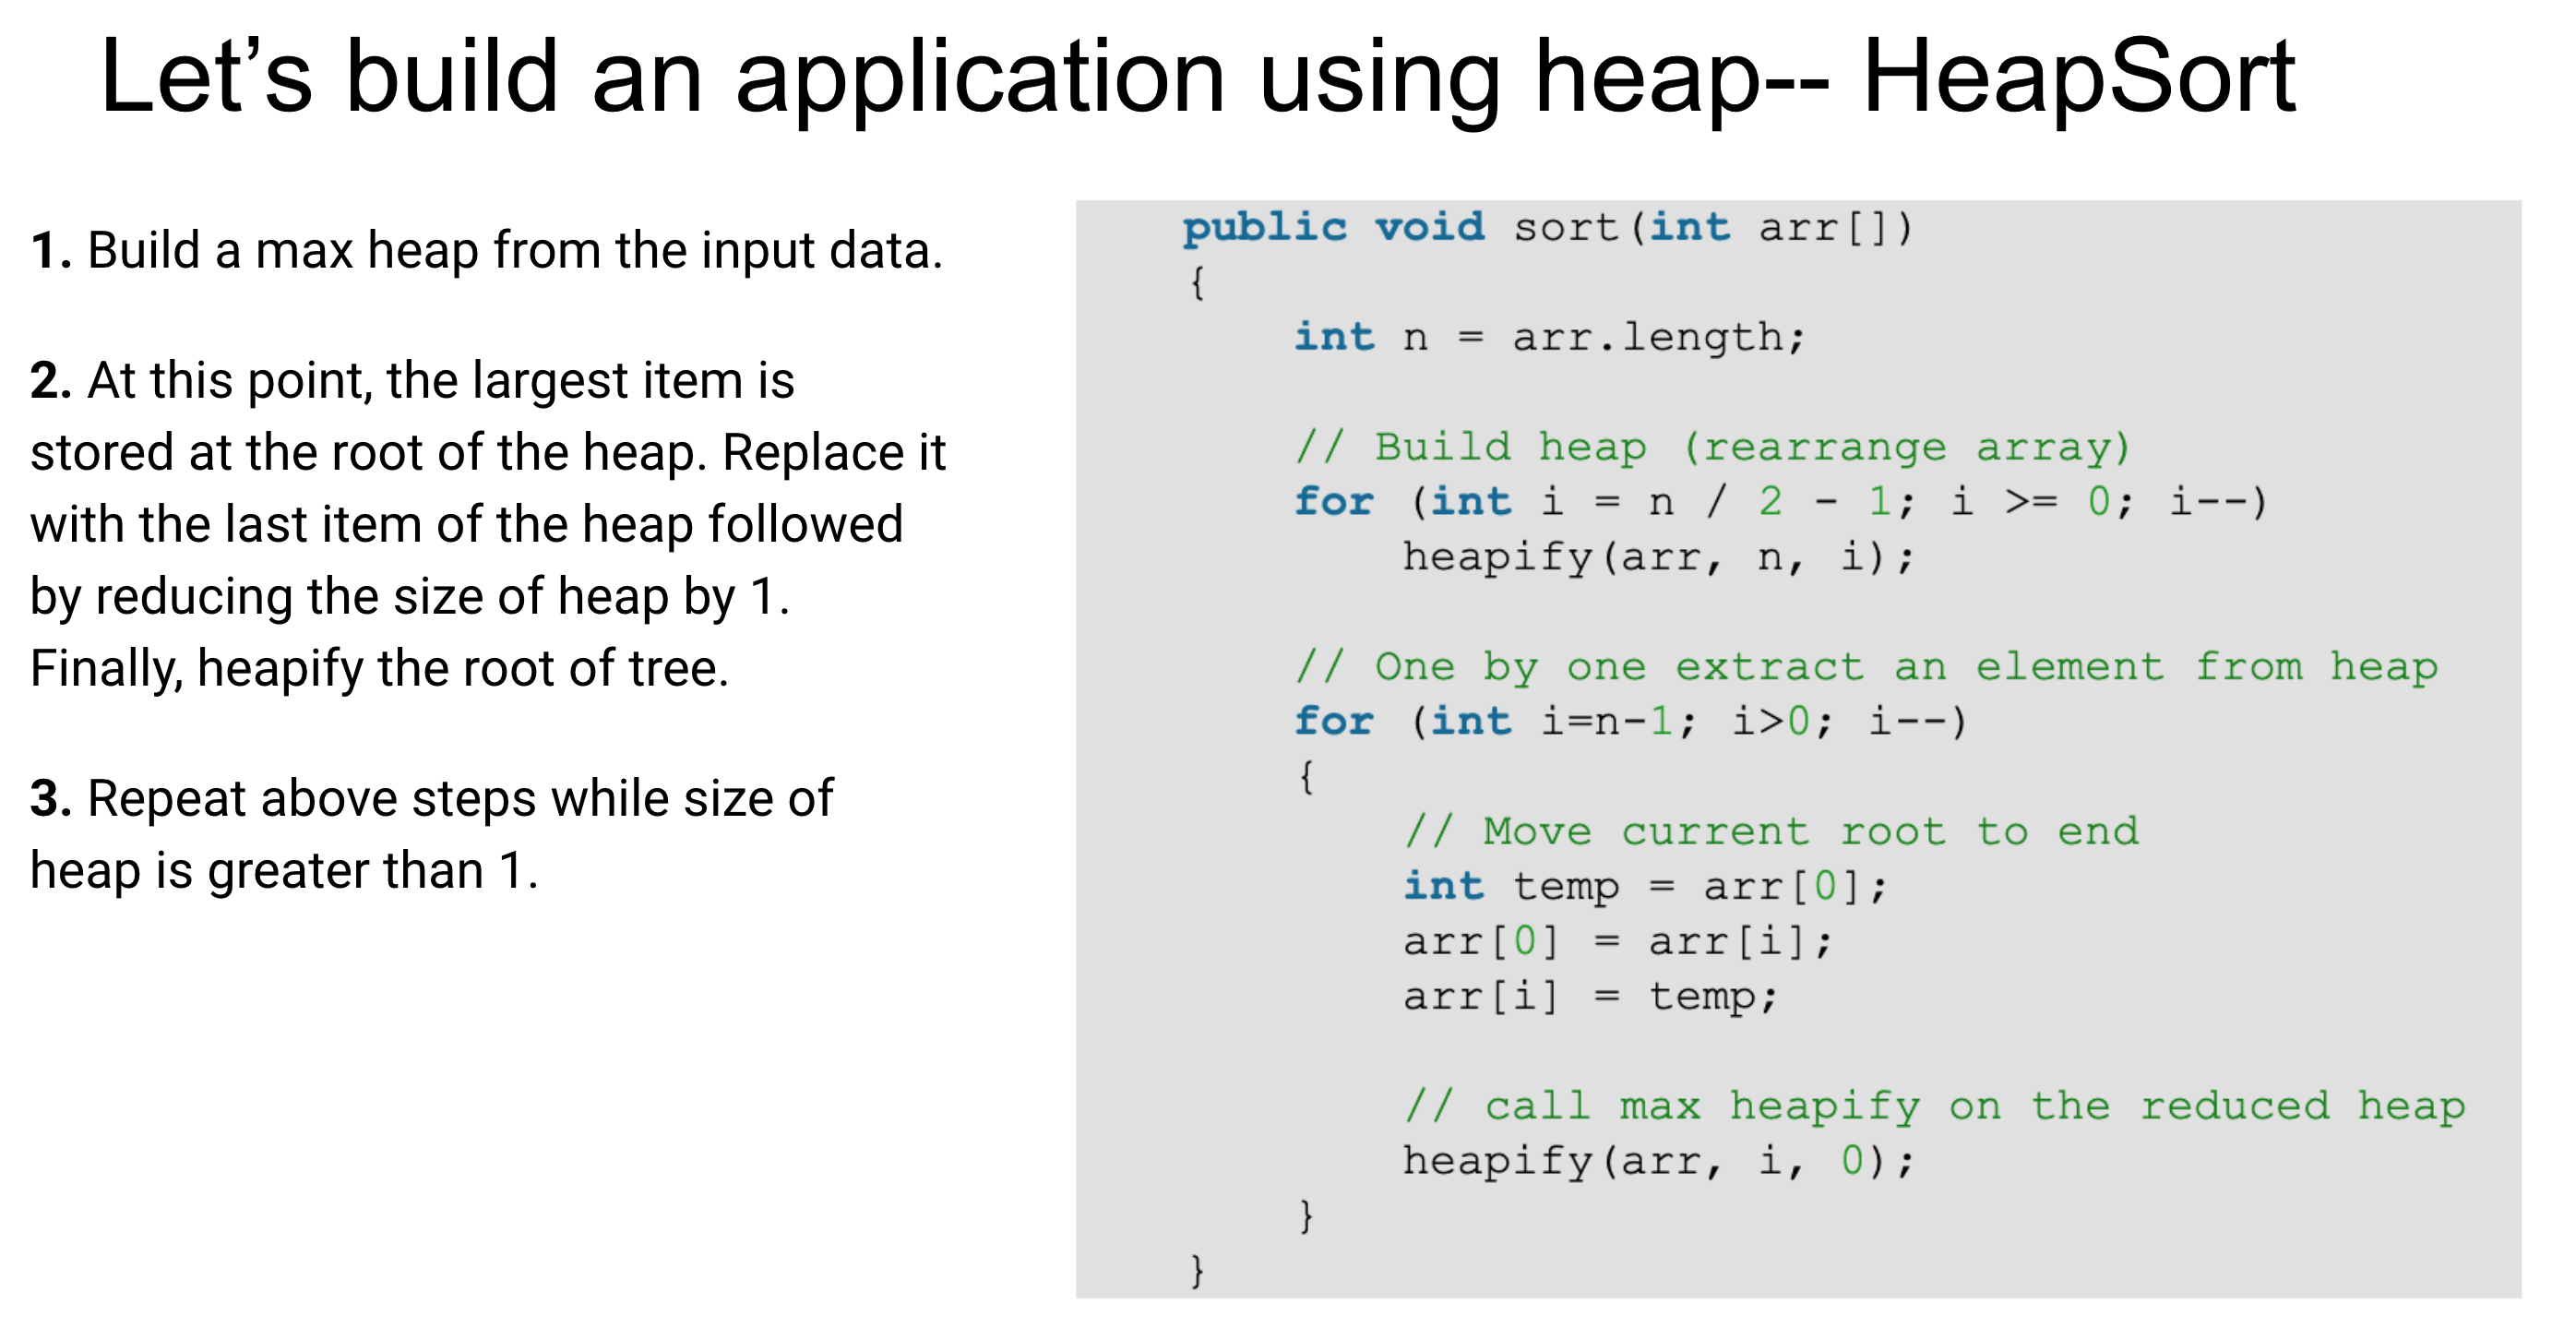 Let’s build an application using heap-- HeapSort
1. Build a max heap from the input data.
2. At this point, the largest item is
stored at the root of the heap. Replace it
with the last item of the heap followed
by reducing the size of heap by 1.
Finally, heapify the root of tree.
3. Repeat above steps while size of
heap is greater than 1.
public void sort(int arr[])
{
int n = arr.length;
// Build heap (rearrange array)
for (int i = n / 2 - 1; i >= 0; i--)
heapify(arr, n, i);
// One by one extract an element from heap
for (int i=n-1; i>0; i--)
{
// Move current root to end
int temp = arr[0];
arr[0] = arr[i];
arr[i] = temp;
// call max heapify on the reduced heap
heapify(arr, i, 0);
}
}